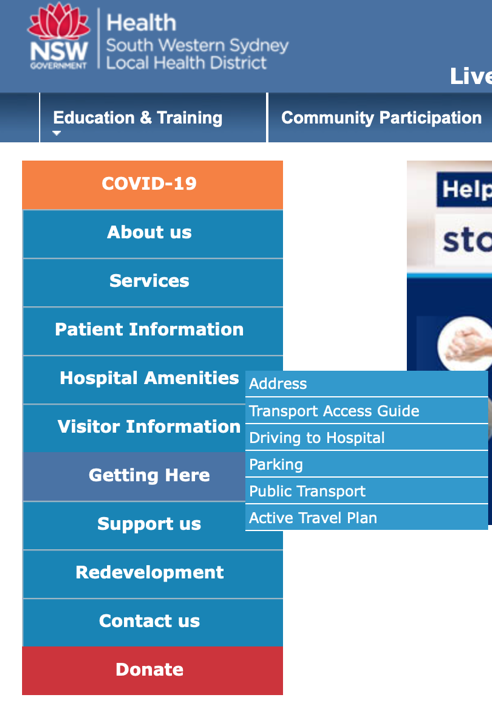 Health
South Western Sydney
Local Health District
NSW
GOVERNMENT
Live
Education & Training
Community Participation
COVID-19
About us
Services
Patient Information
Hospital Amenities
Visitor Information
Getting Here
Support us
Redevelopment
Contact us
Donate
Address
Transport Access Guide
Driving to Hospital
Parking
Public Transport
Active Travel Plan
Help
sto